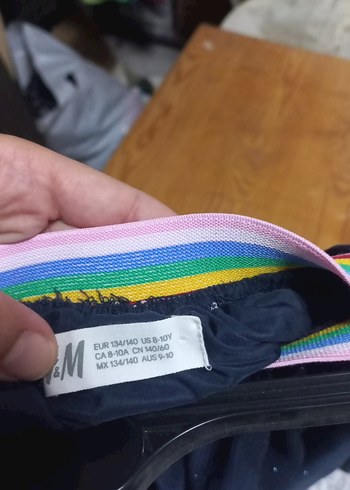 &M
EUR 134/140 US 8-10Y
CA 8-10A CN 140/60
MX 134/140 AUS 9-10